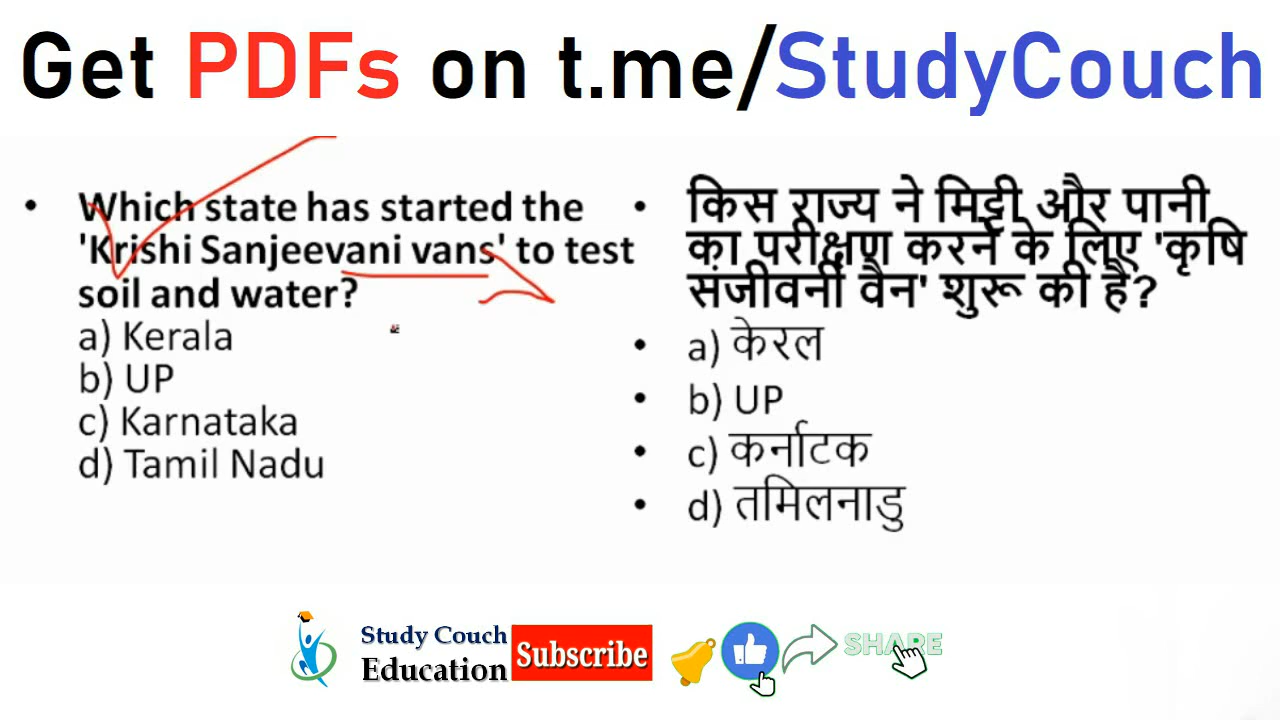 Get PDFs on t.me/StudyCouch
• Which state has started the
'Krishi Sanjeevani vans' to test
soil and water?
a) Kerala
b) UP
c) Karnataka
d) Tamil Nadu
• किस राज्य ने मिट्टी और पानी
का परीक्षण करने के लिए 'कृषि
संजीवनी वैन' शुरू की है?
• a) केरल
• b) UP
• c) कर्नाटक
• d) तमिलनाडु
Study Couch
Education
Subscribe
SHARE